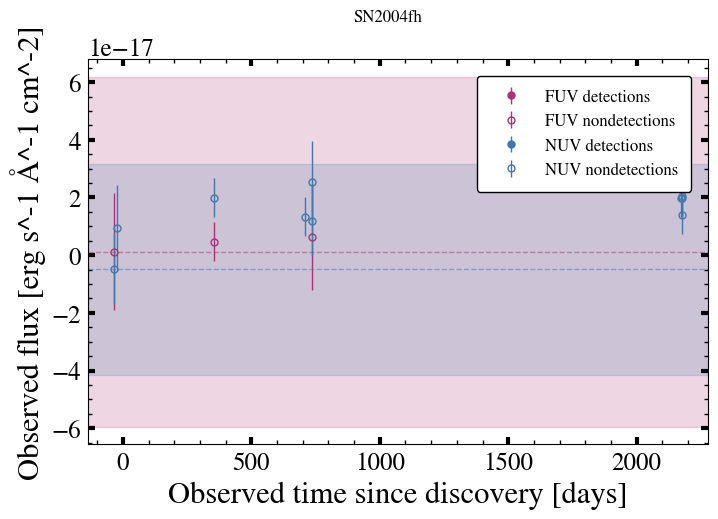 SN2004fh
1e−17
Observed flux [erg s^-1 Å^-1 cm^-2]
6
4
2
0
−2
−4
−6
FUV detections
FUV nondetections
NUV detections
NUV nondetections
0 500 1000 1500 2000
Observed time since discovery [days]